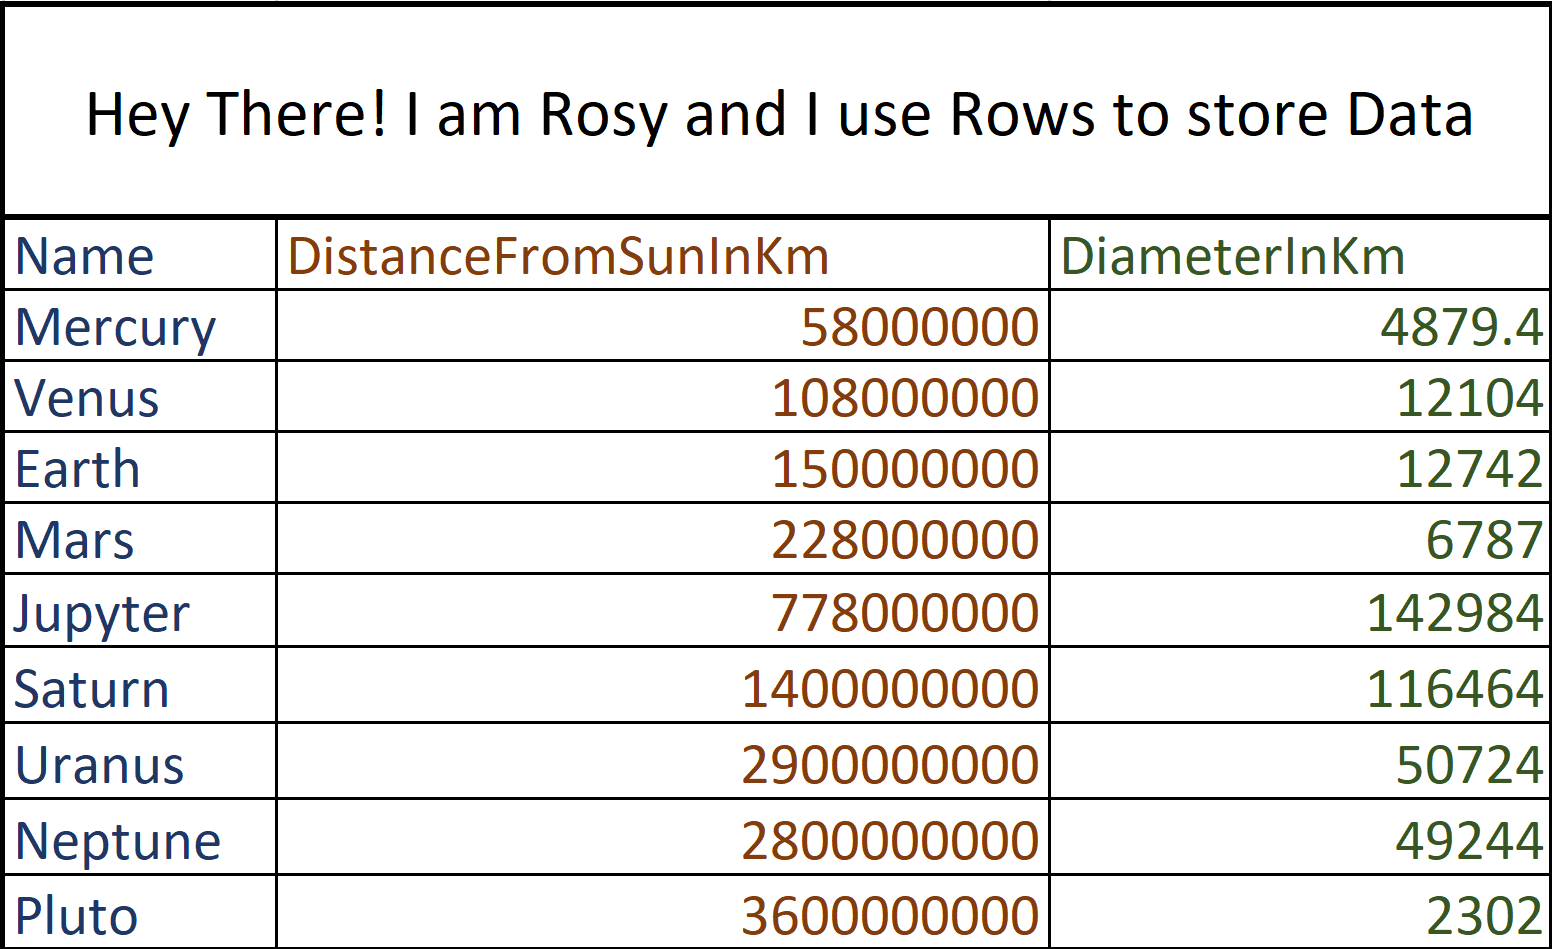 Hey There! I am Rosy and I use Rows to store Data
Name DistanceFromSunInKm DiameterInKm
Mercury 58000000 4879.4
Venus 108000000 12104
Earth 150000000 12742
Mars 228000000 6787
Jupyter 778000000 142984
Saturn 1400000000 116464
Uranus 2900000000 50724
Neptune 2800000000 49244
Pluto 3600000000 2302